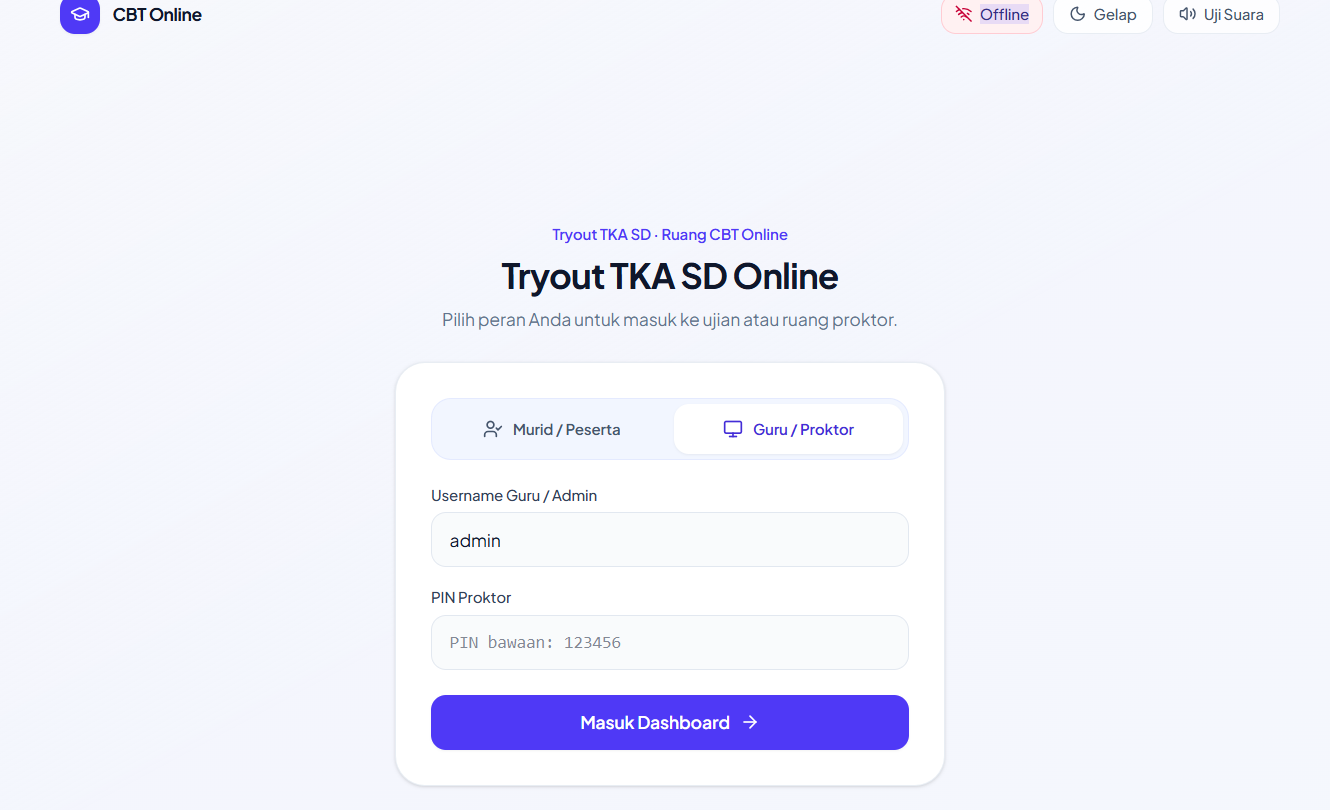 CBT Online
Offline
Gelap
Uji Suara
Tryout TKA SD · Ruang CBT Online
Tryout TKA SD Online
Pilih peran Anda untuk masuk ke ujian atau ruang proktor.
Murid / Peserta
Guru / Proktor
Username Guru / Admin
admin
PIN Proktor
PIN bawaan: 123456
Masuk Dashboard